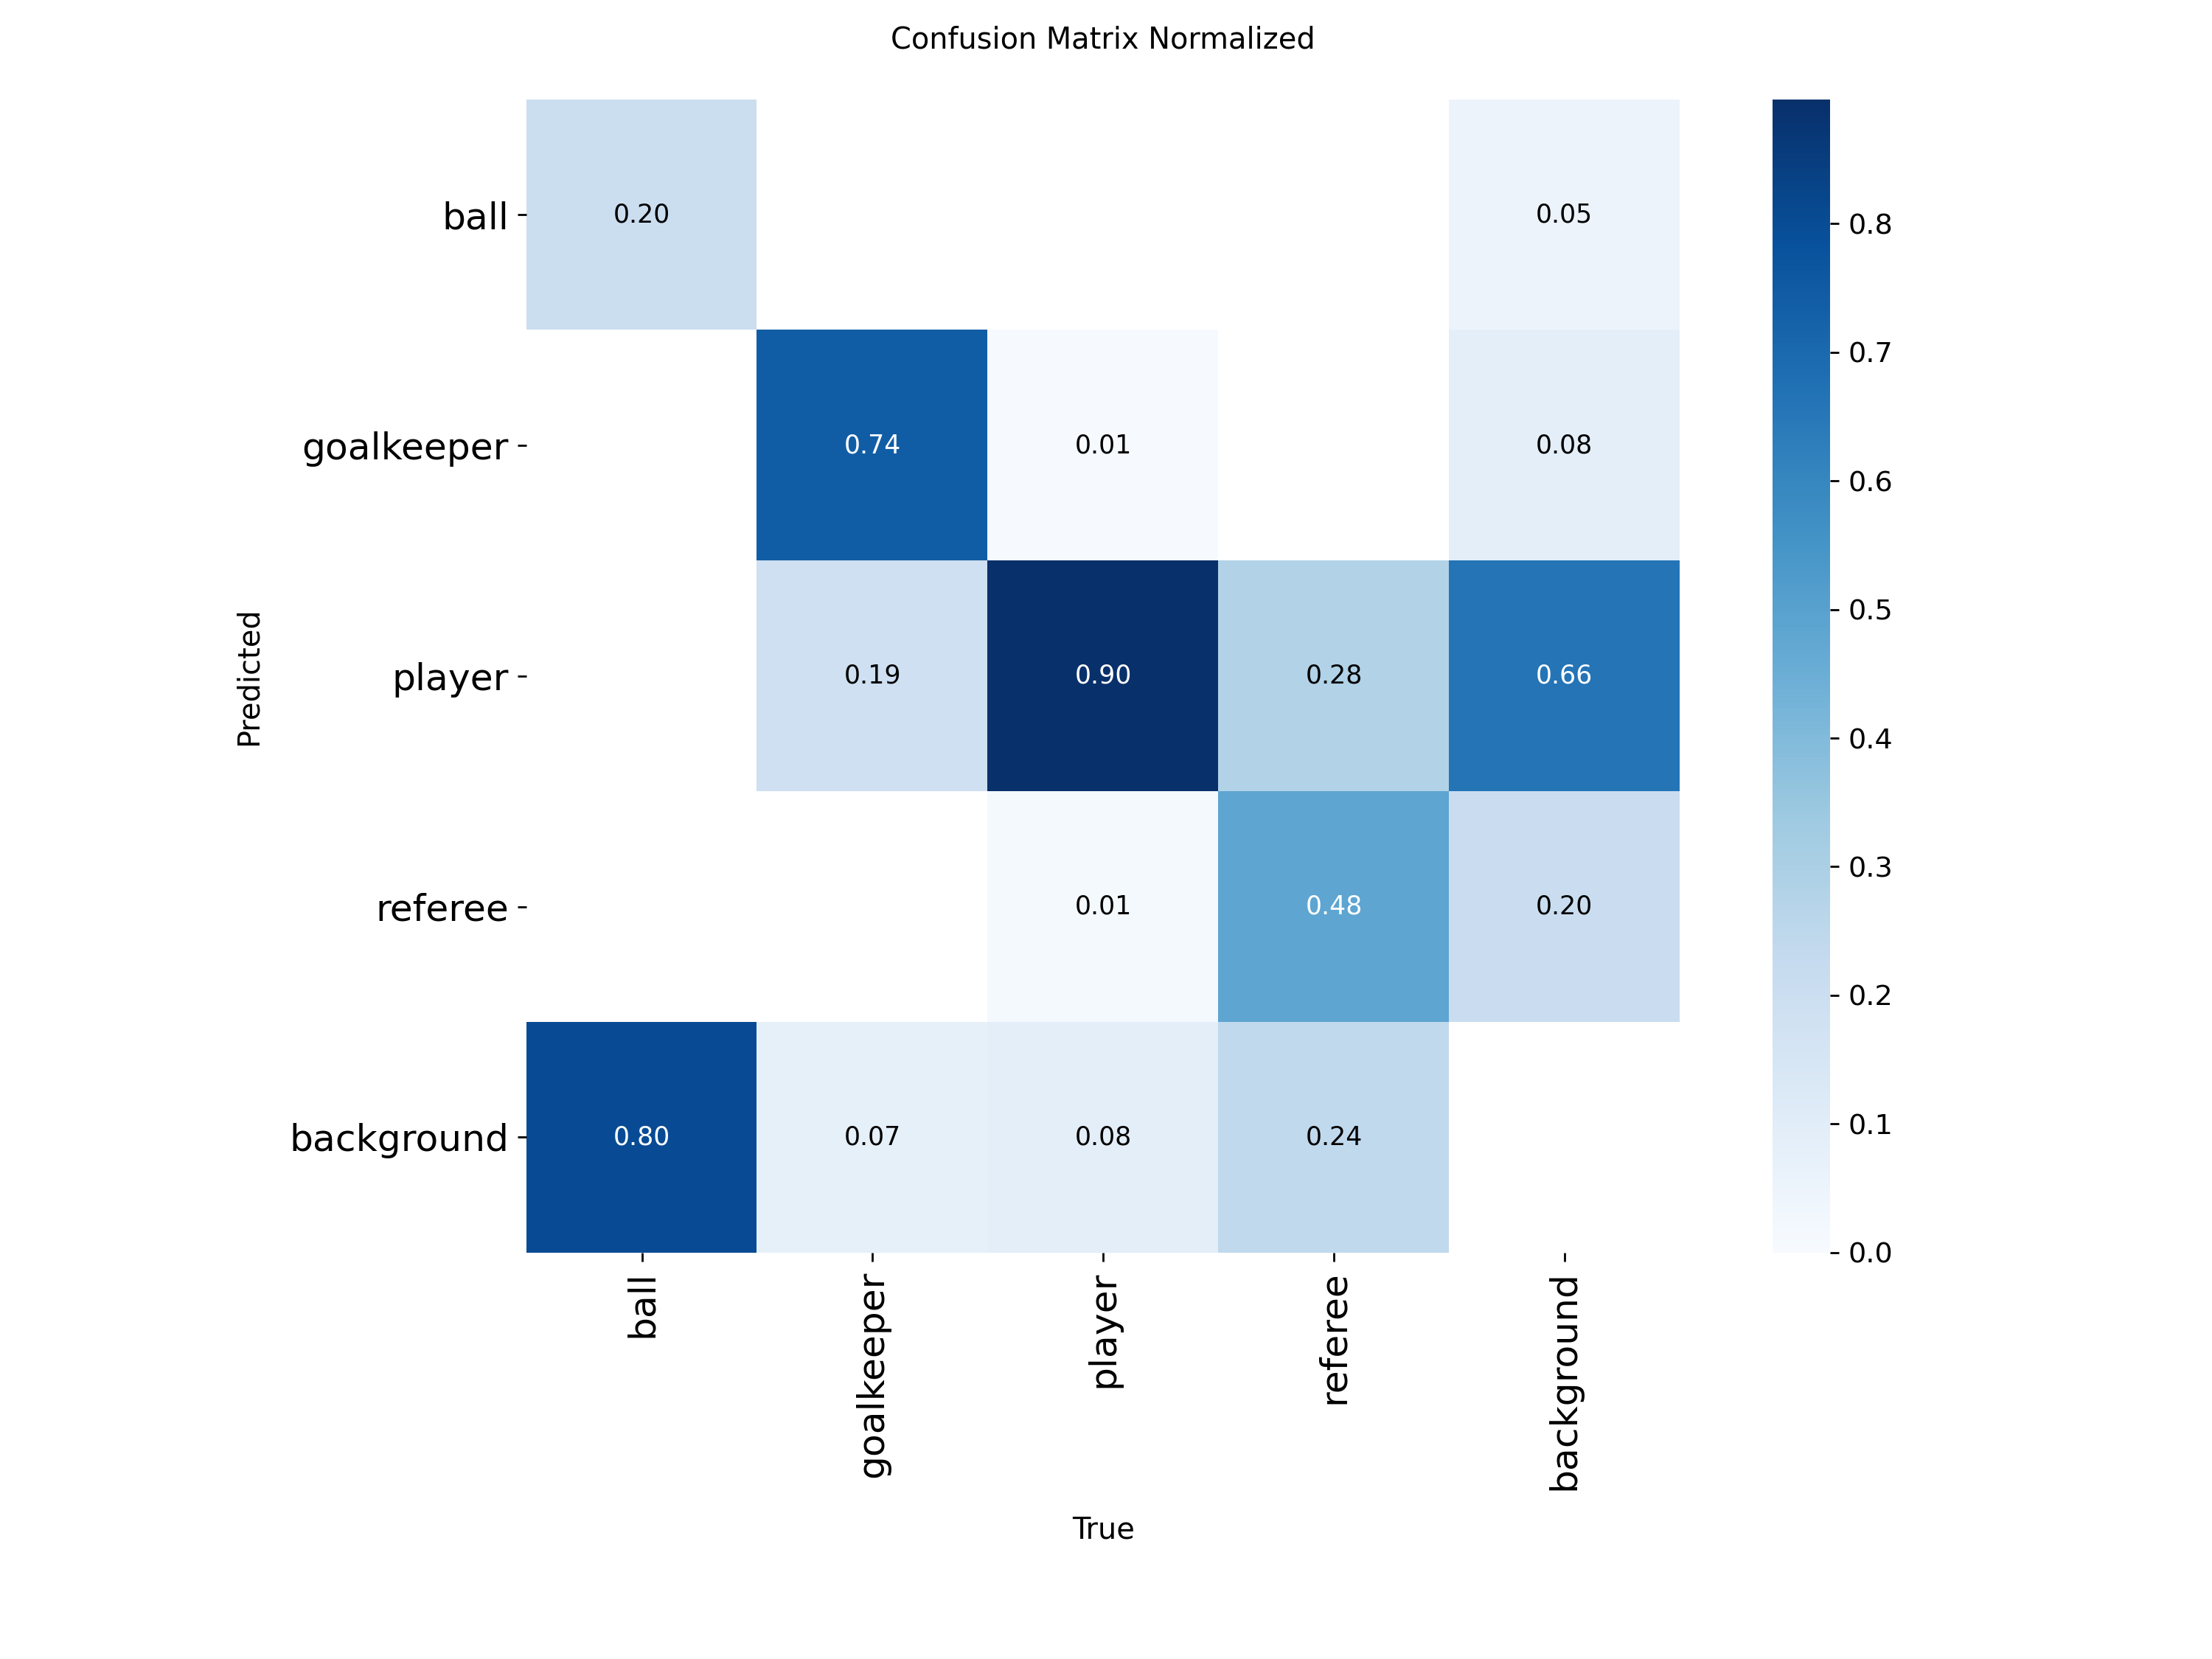 Confusion Matrix Normalized
ball
0.20
0.05
goalkeeper
0.74
0.01
0.08
player
0.19
0.90
0.28
0.66
referee
0.01
0.48
0.20
background
0.80
0.07
0.08
0.24
Predicted
ball
goalkeeper
player
referee
background
True
0.8
0.7
0.6
0.5
0.4
0.3
0.2
0.1
0.0